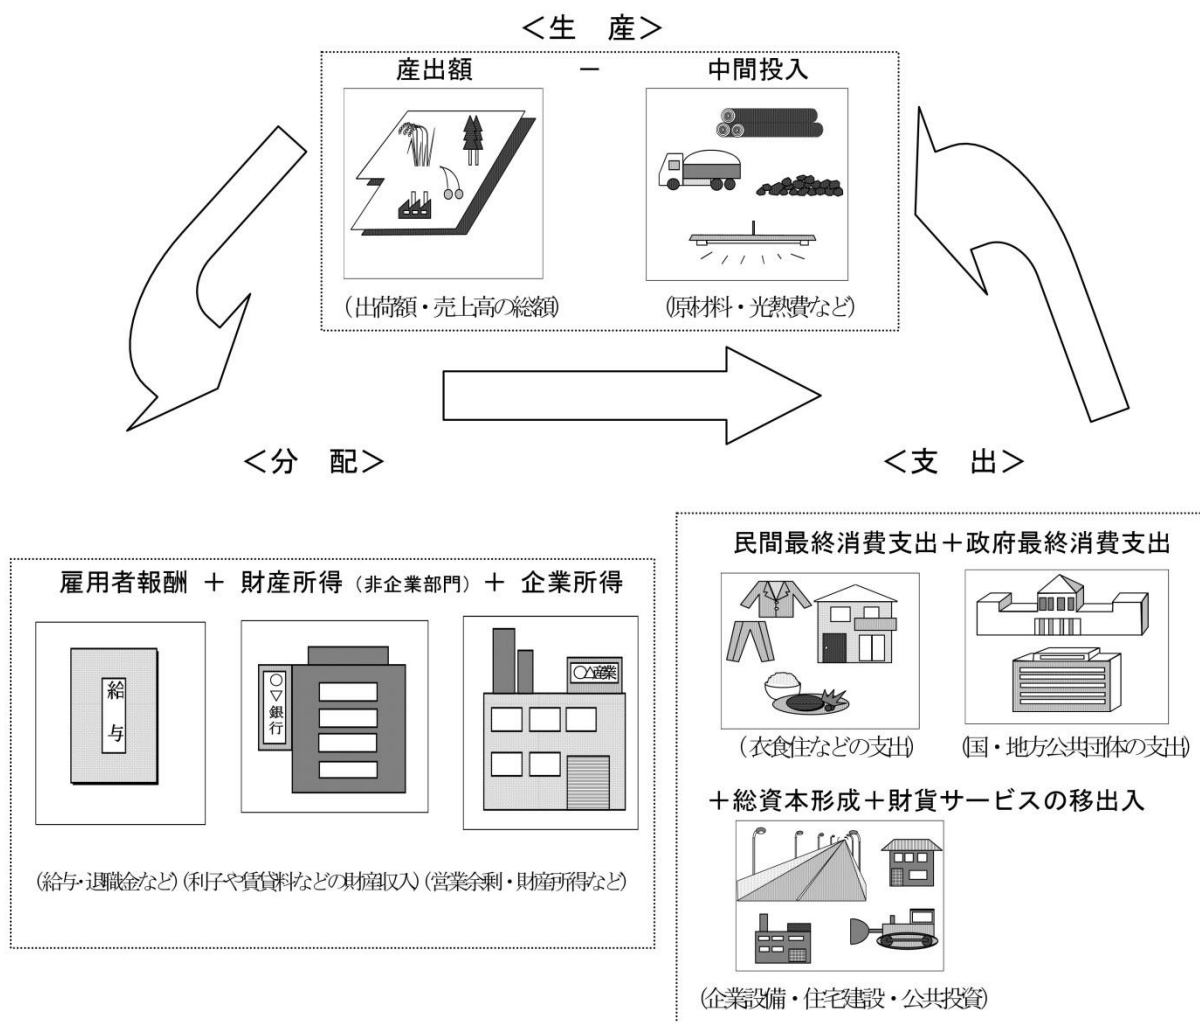 ＜生　産＞
産出額　－　中間投入
（出荷額・売上高の総額）
（原材料・光熱費など）
＜分　配＞
雇用者報酬　＋　財産所得（非企業部門）＋　企業所得
給与
○▽銀行
○△産業
（給与・退職金など）（利子や賃貸料などの財産収入）（営業余剰・財産所得など）
＜支　出＞
民間最終消費支出＋政府最終消費支出
（衣食住などの支出）
（国・地方公共団体の支出）
＋総資本形成＋財貨サービスの移出入
（企業設備・住宅建設・公共投資）